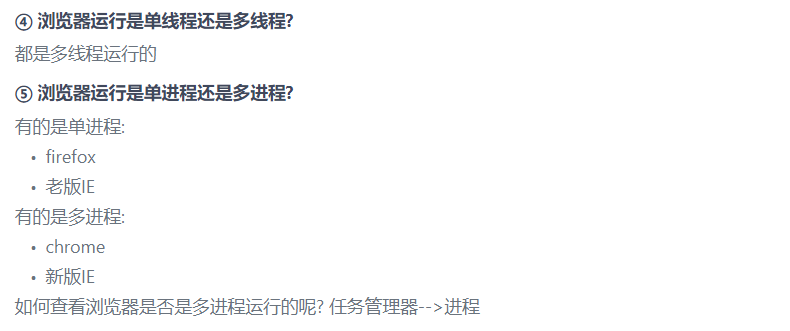 ④ 浏览器运行是单线程还是多线程?
都是多线程运行的
⑤ 浏览器运行是单进程还是多进程?
有的是单进程:
• firefox
• 老版IE
有的是多进程:
• chrome
• 新版IE
如何查看浏览器是否是多进程运行的呢? 任务管理器-->进程